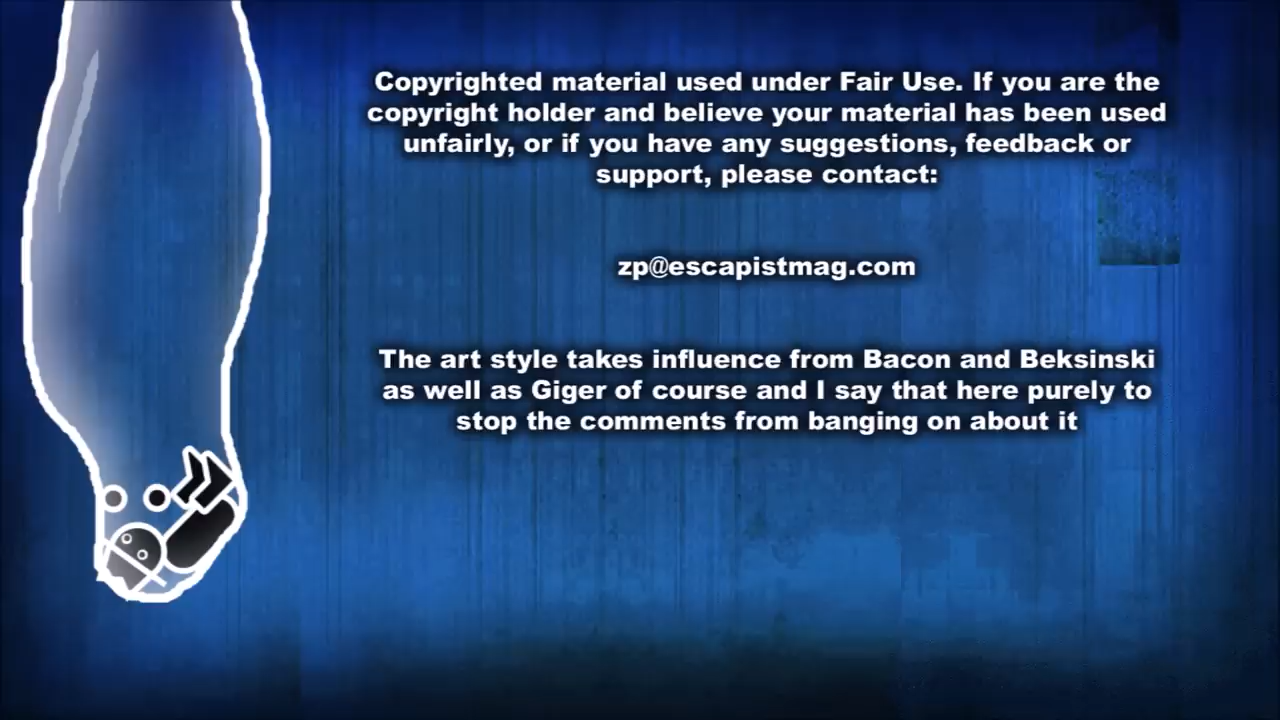 Copyrighted material used under Fair Use. If you are the
copyright holder and believe your material has been used
unfairly, or if you have any suggestions, feedback or
support, please contact:
zp@escapistmag.com
The art style takes influence from Bacon and Beksinski
as well as Giger of course and I say that here purely to
stop the comments from banging on about it